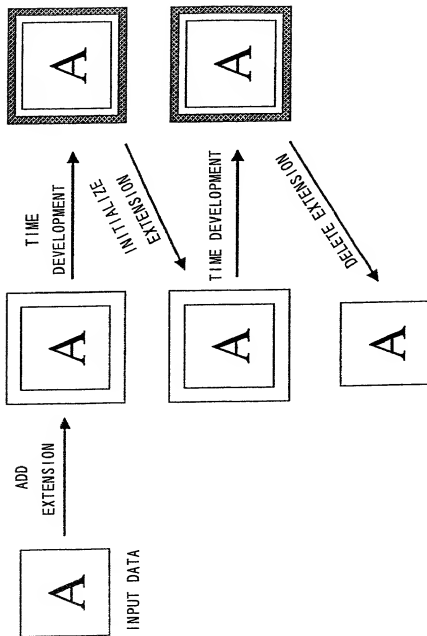 A
INPUT DATA
ADD
EXTENSION
A
TIME
DEVELOPMENT
A
INITIALIZE
EXTENSION
A
TIME DEVELOPMENT
A
DELETE EXTENSION
A